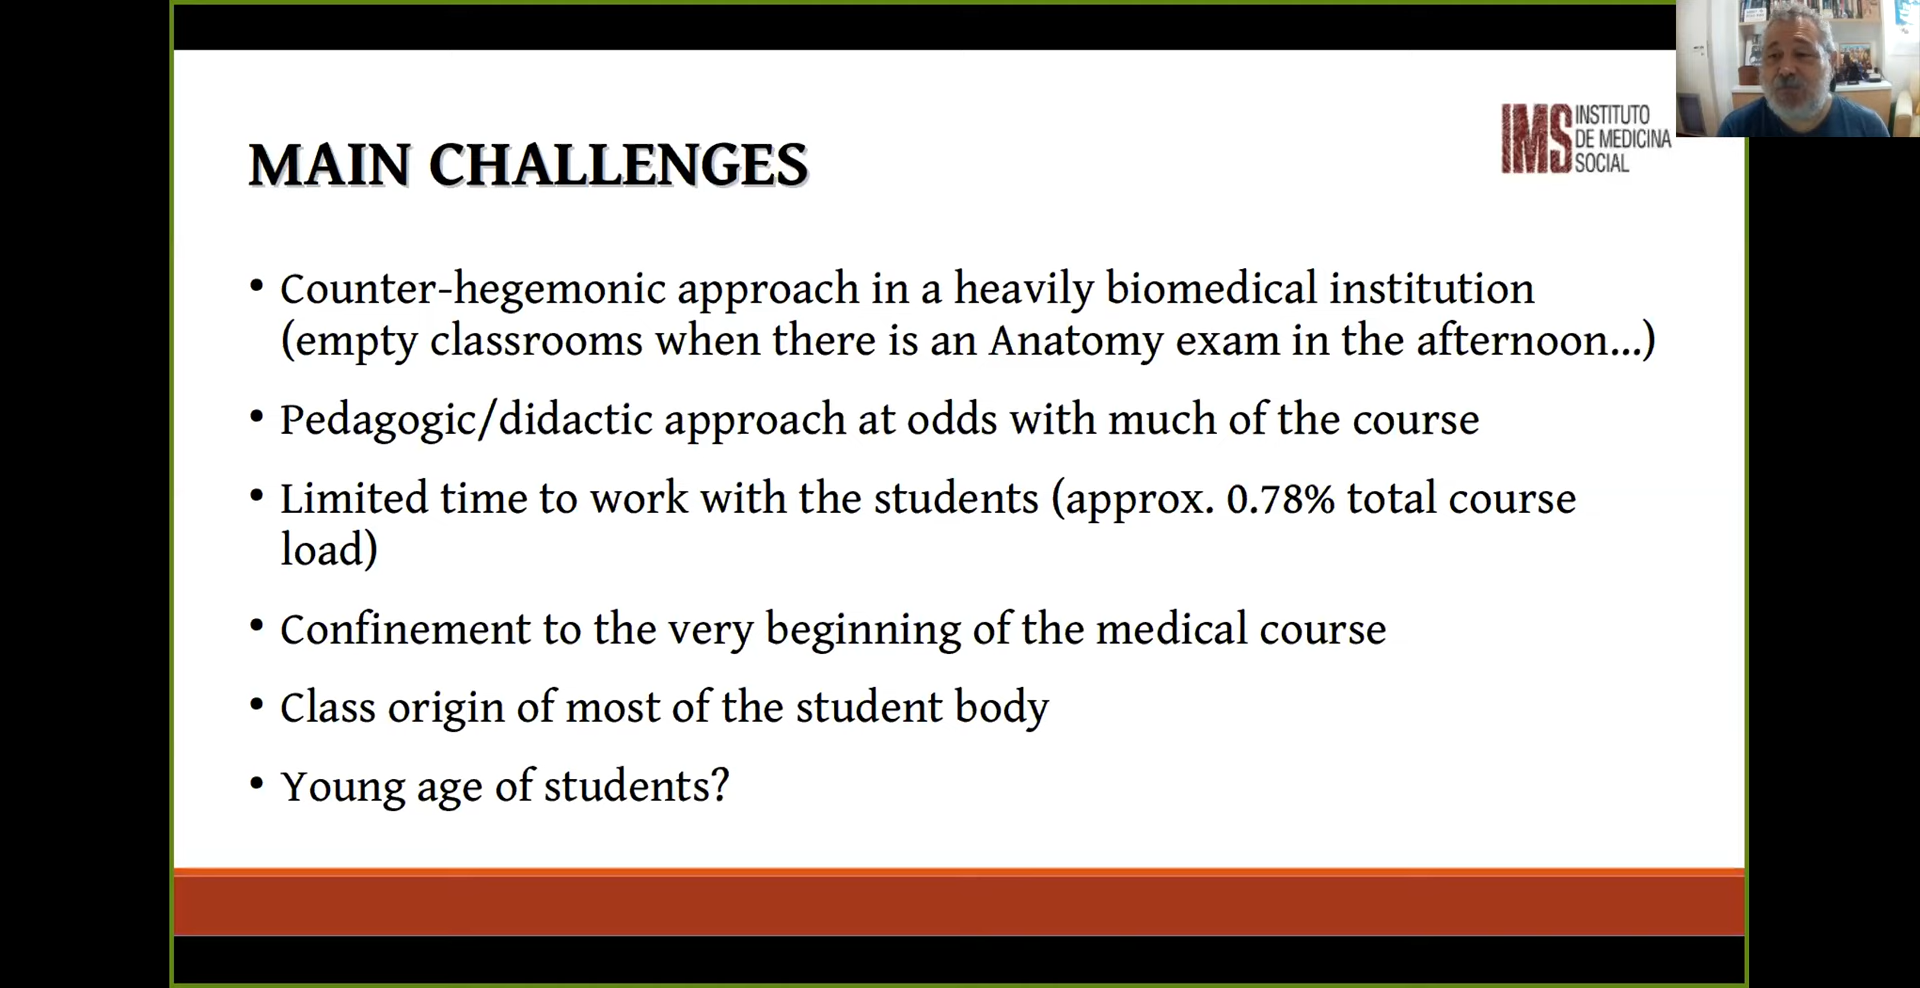 MAIN CHALLENGES
IMS INSTITUTO
DE MEDICINA
SOCIAL
• Counter-hegemonic approach in a heavily biomedical institution
(empty classrooms when there is an Anatomy exam in the afternoon...)
• Pedagogic/didactic approach at odds with much of the course
• Limited time to work with the students (approx. 0.78% total course
load)
• Confinement to the very beginning of the medical course
• Class origin of most of the student body
• Young age of students?